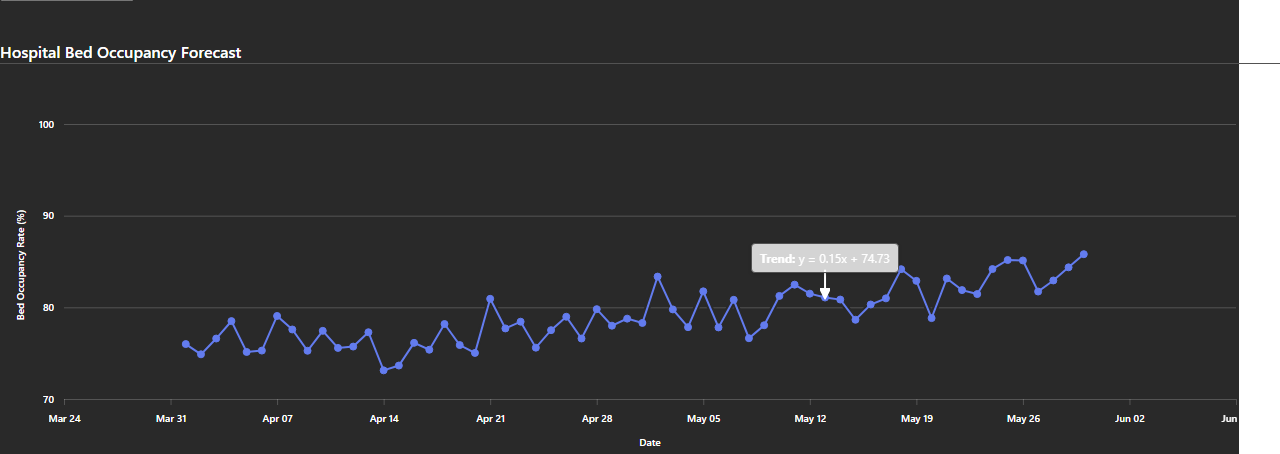 Hospital Bed Occupancy Forecast
100
90
80
70
Bed Occupancy Rate (%)
Trend: y = 0.15x + 74.73
Mar 24 Mar 31 Apr 07 Apr 14 Apr 21 Apr 28 May 05 May 12 May 19 May 26 Jun 02 Jun
Date